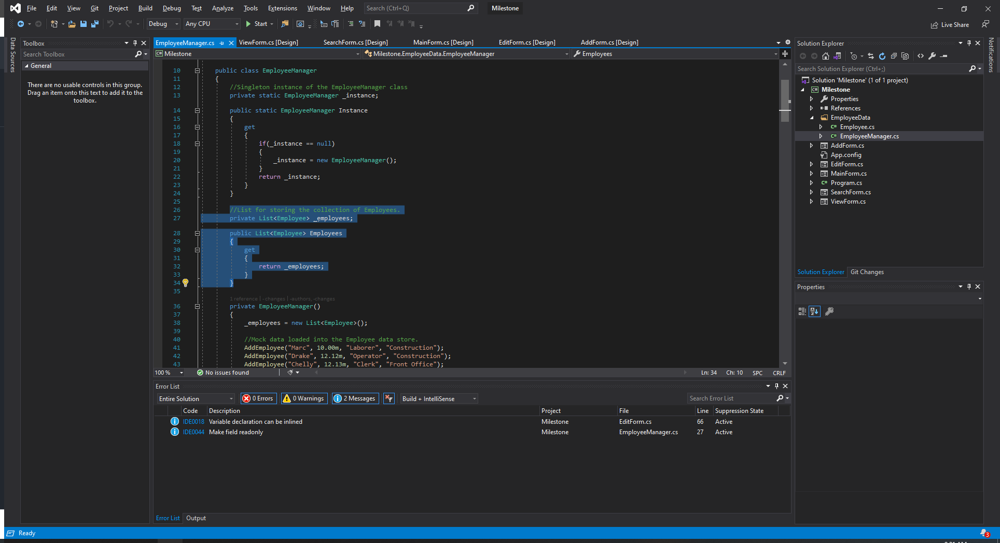 File Edit View Git Project Build Debug Test Analyze Tools Extensions Window Help Search (Ctrl+Q) Milestone
Debug Any CPU Start Live Share
Data Sources
Toolbox
Search Toolbox
General
There are no usable controls in this group.
Drag an item onto this text to add it to the
toolbox.
EmployeeManager.cs ViewForm.cs [Design] SearchForm.cs [Design] MainForm.cs [Design] EditForm.cs [Design] AddForm.cs [Design]
C# Milestone Milestone.EmployeeData.EmployeeManager Employees
10 public class EmployeeManager
11 {
12 //Singleton instance of the EmployeeManager class
13 private static EmployeeManager _instance;
14 public static EmployeeManager Instance
15 {
16 get
17 {
18 if(_instance == null)
19 {
20 _instance = new EmployeeManager();
21 }
22 return _instance;
23 }
24 }
25
26 //List for storing the collection of Employees.
27 private List<Employee> _employees;
28 public List<Employee> Employees
29 {
30 get
31 {
32 return _employees;
33 }
34 }
35
1 reference | -changes | -authors, -changes
36 private EmployeeManager()
37 {
38 _employees = new List<Employee>();
39
40 //Mock data loaded into the Employee data store.
41 AddEmployee("Marc", 10.00m, "Laborer", "Construction");
42 AddEmployee("Drake", 12.12m, "Operator", "Construction");
43 AddEmployee("Chelly", 12.13m, "Clerk", "Front Office");
100 % No issues found Ln: 34 Ch: 10 SPC CRLF
Error List
Entire Solution 0 Errors 0 Warnings 2 Messages Build + IntelliSense Search Error List
Code Description Project File Line Suppression State
IDE0018 Variable declaration can be inlined Milestone EditForm.cs 66 Active
IDE0044 Make field readonly Milestone EmployeeManager.cs 27 Active
Error List Output
Solution Explorer
Search Solution Explorer (Ctrl+;)
Solution 'Milestone' (1 of 1 project)
C# Milestone
Properties
References
EmployeeData
C# Employee.cs
C# EmployeeManager.cs
AddForm.cs
App.config
EditForm.cs
MainForm.cs
C# Program.cs
SearchForm.cs
ViewForm.cs
Solution Explorer Git Changes
Properties
Notifications
Ready 3